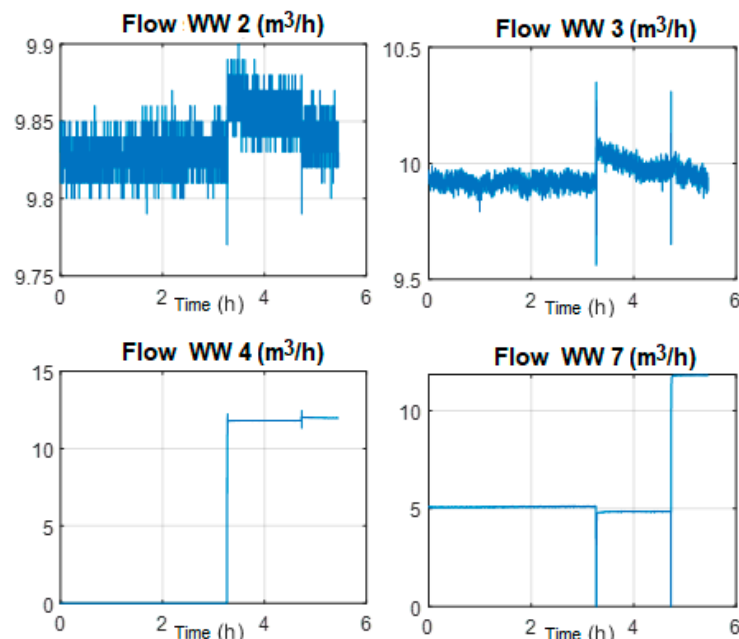 Flow WW 2 (m³/h)
9.9
9.85
9.8
9.75
0 2 4 6
Time (h)
Flow WW 3 (m³/h)
10.5
10
9.5
0 2 4 6
Time (h)
Flow WW 4 (m³/h)
15
10
5
0
0 2 4 6
Time (h)
Flow WW 7 (m³/h)
10
5
0
0 2 4 6
Time (h)